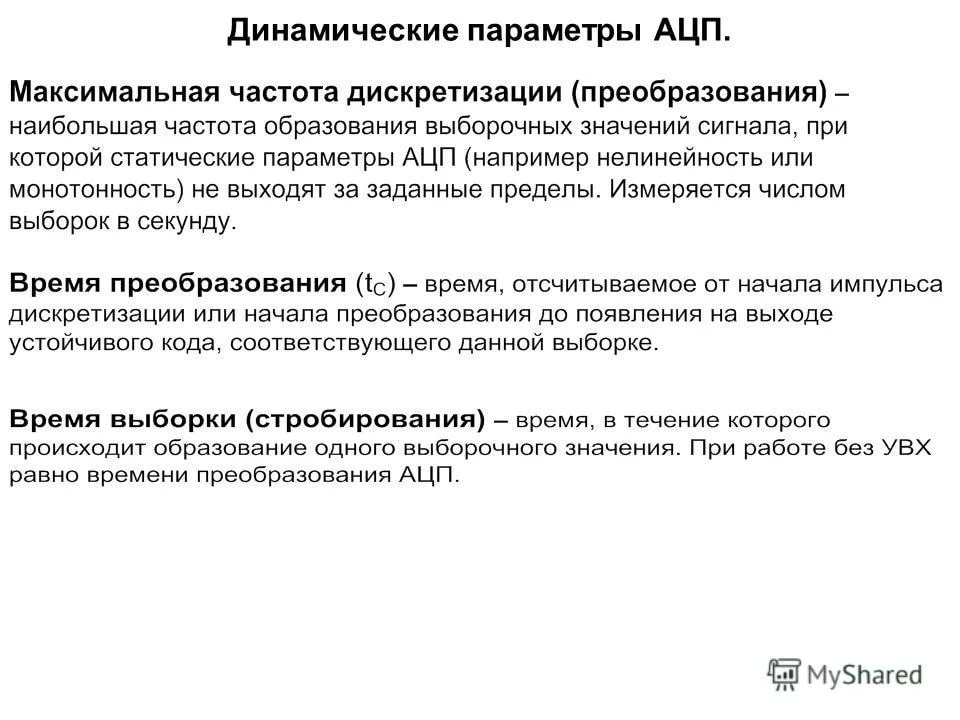 Динамические параметры АЦП.
Максимальная частота дискретизации (преобразования) –
наибольшая частота образования выборочных значений сигнала, при
которой статические параметры АЦП (например нелинейность или
монотонность) не выходят за заданные пределы. Измеряется числом
выборок в секунду.
Время преобразования (tC) – время, отсчитываемое от начала импульса
дискретизации или начала преобразования до появления на выходе
устойчивого кода, соответствующего данной выборке.
Время выборки (стробирования) – время, в течение которого
происходит образование одного выборочного значения. При работе без УВХ
равно времени преобразования АЦП.
MyShared